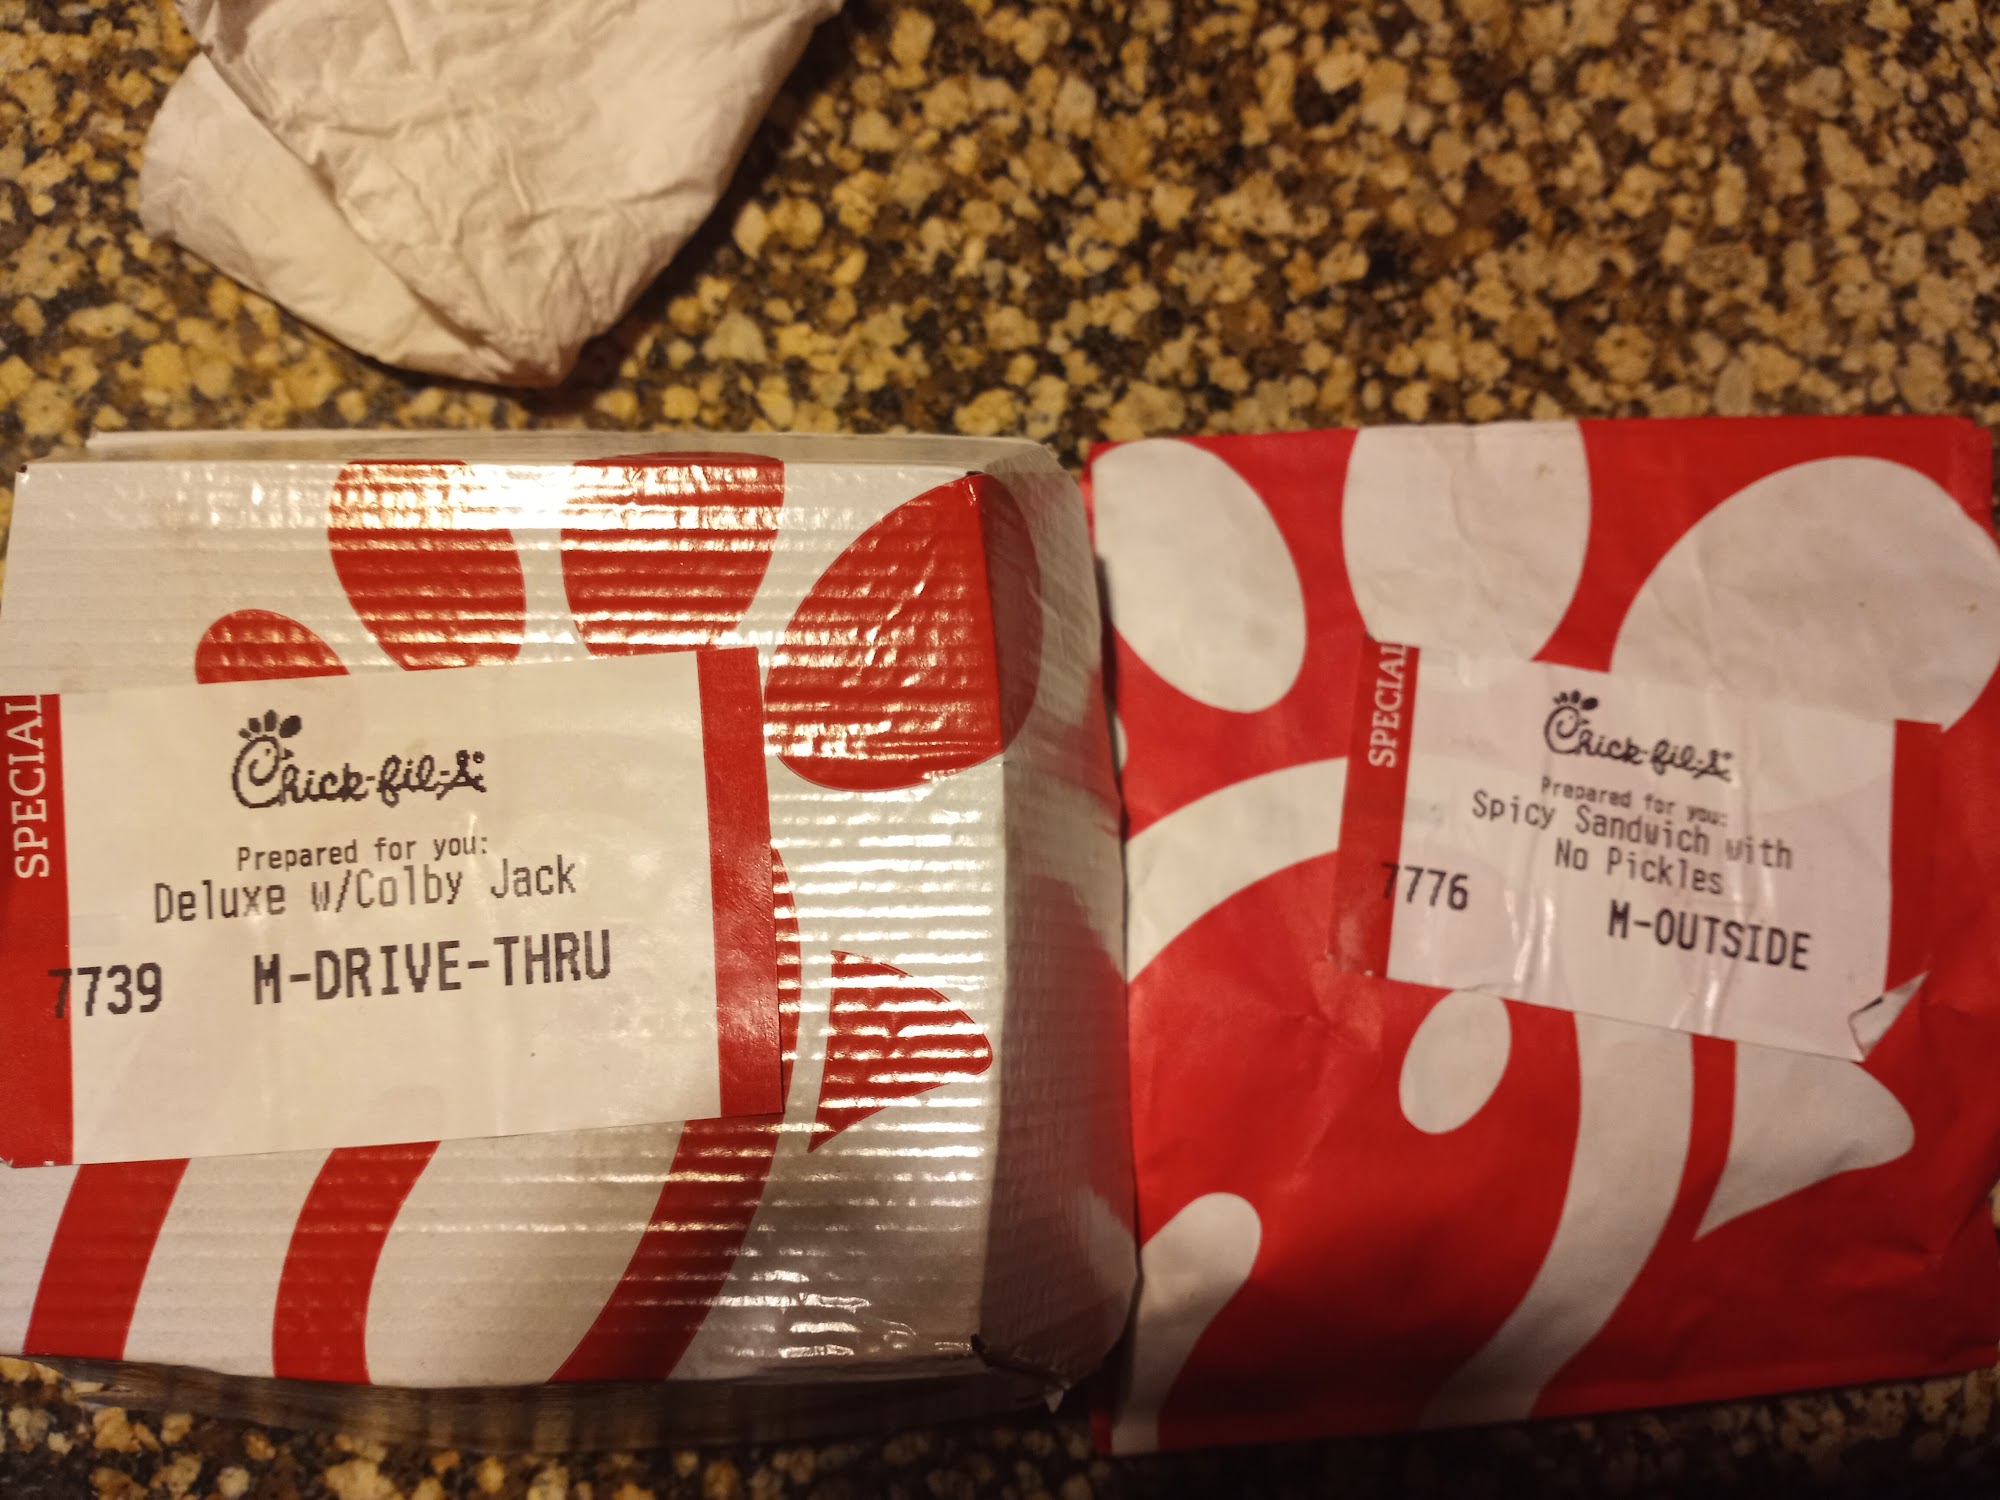 SPECIAL
Chick-fil-A
Prepared for you:
Deluxe w/Colby Jack
7739 M-DRIVE-THRU
SPECIAL
Chick-fil-A
Prepared for you:
Spicy Sandwich with
No Pickles
7776 M-OUTSIDE